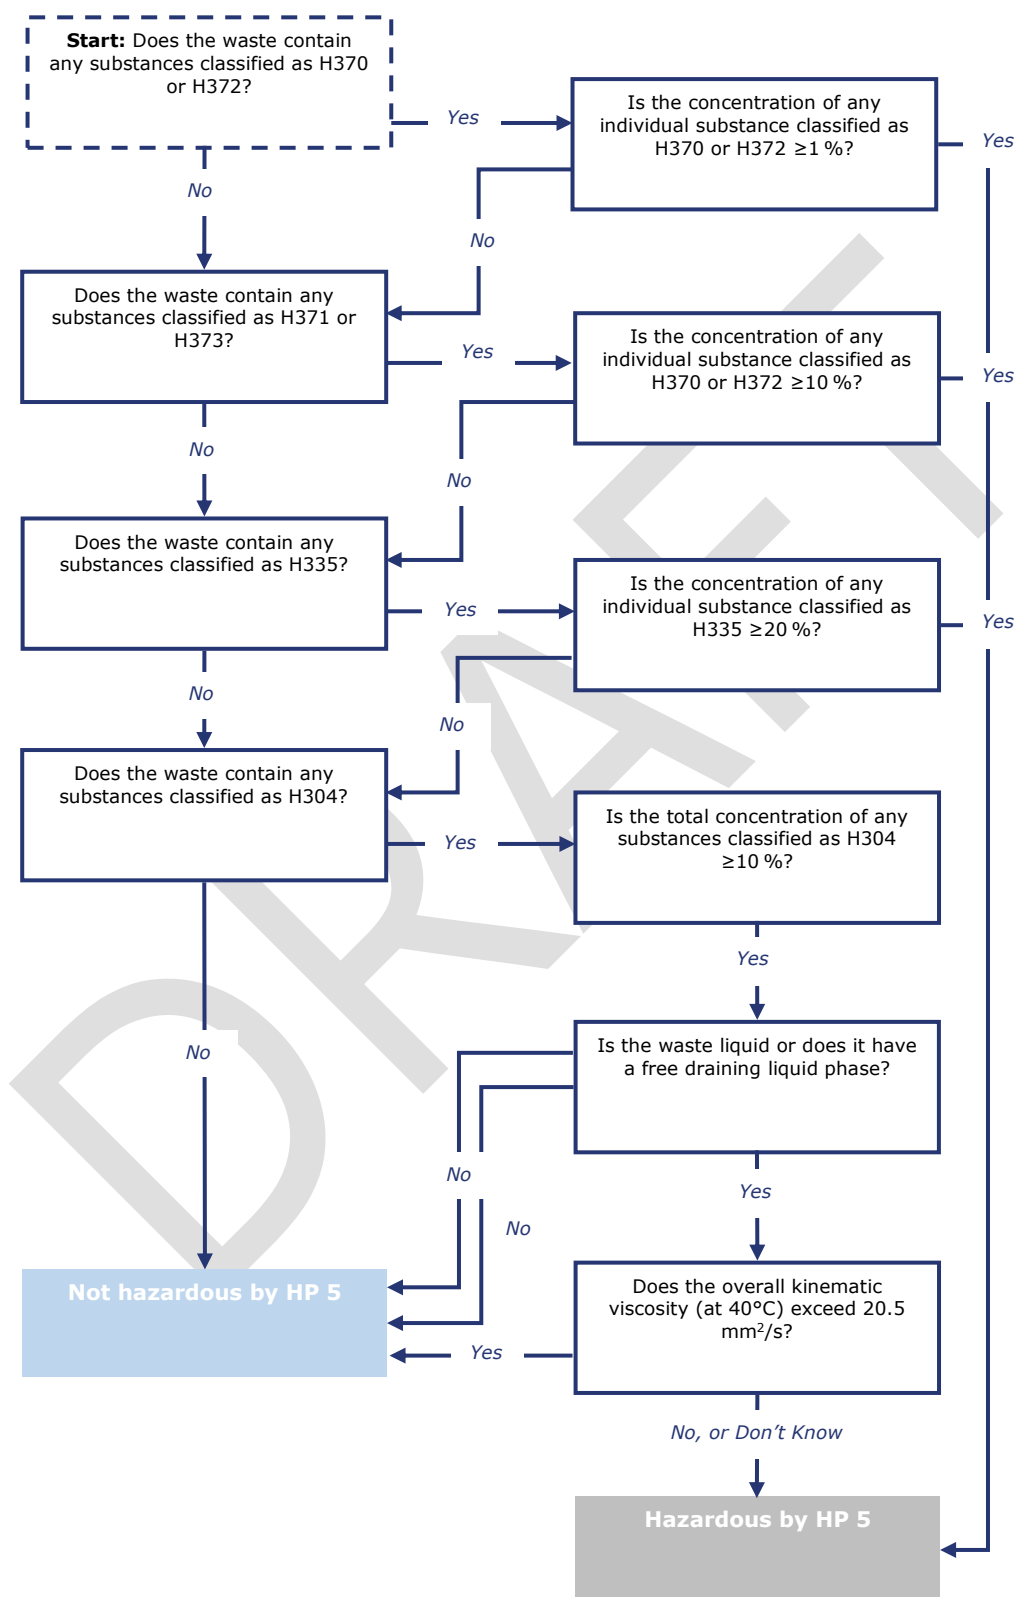 Start: Does the waste contain
any substances classified as H370
or H372?
Yes
Is the concentration of any
individual substance classified as
H370 or H372 ≥1 %?
Yes
No
No
Does the waste contain any
substances classified as H371 or
H373?
Yes
Is the concentration of any
individual substance classified as
H370 or H372 ≥10 %?
Yes
No
No
Does the waste contain any
substances classified as H335?
Yes
Is the concentration of any
individual substance classified as
H335 ≥20 %?
Yes
No
No
Does the waste contain any
substances classified as H304?
Yes
Is the total concentration of any
substances classified as H304
≥10 %?
Yes
No
Is the waste liquid or does it have
a free draining liquid phase?
No
No
Yes
Not hazardous by HP 5
Does the overall kinematic
viscosity (at 40°C) exceed 20.5
mm²/s?
Yes
No, or Don't Know
Hazardous by HP 5
DRAFT